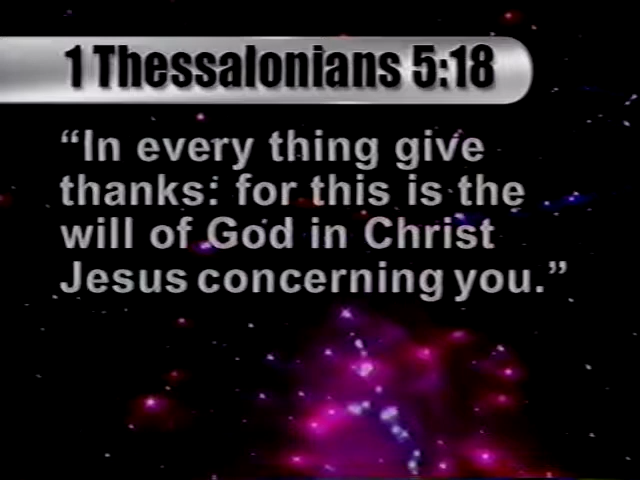 1 Thessalonians 5:18
“In every thing give
thanks: for this is the
will of God in Christ
Jesus concerning you.”